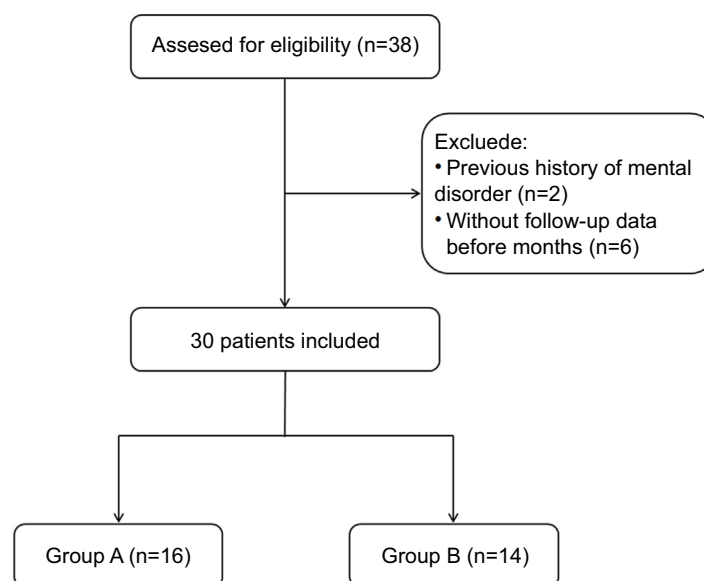 Assesed for eligibility (n=38)
Excluede:
• Previous history of mental
disorder (n=2)
• Without follow-up data
before months (n=6)
30 patients included
Group A (n=16)
Group B (n=14)